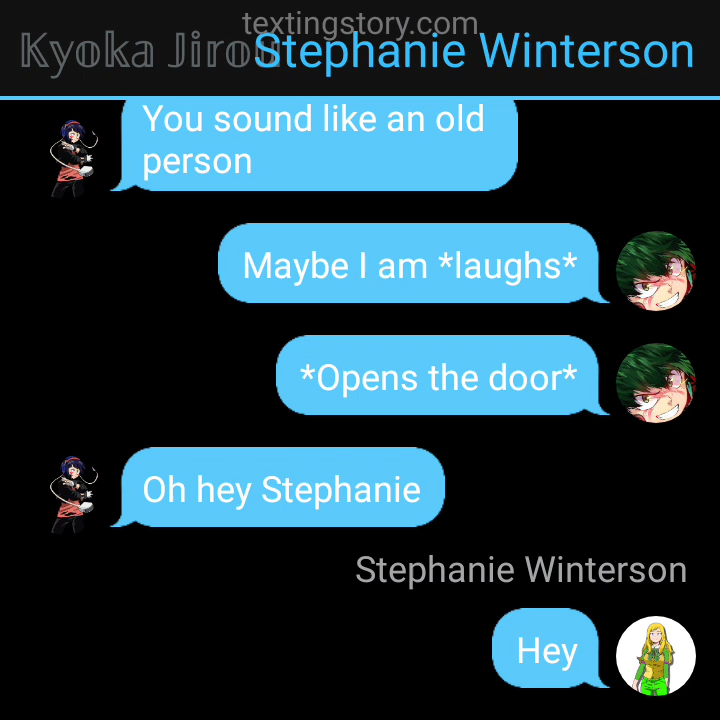 textingstory.com
Kyoka Jirou Stephanie Winterson
You sound like an old
person
Maybe I am *laughs*
*Opens the door*
Oh hey Stephanie
Stephanie Winterson
Hey